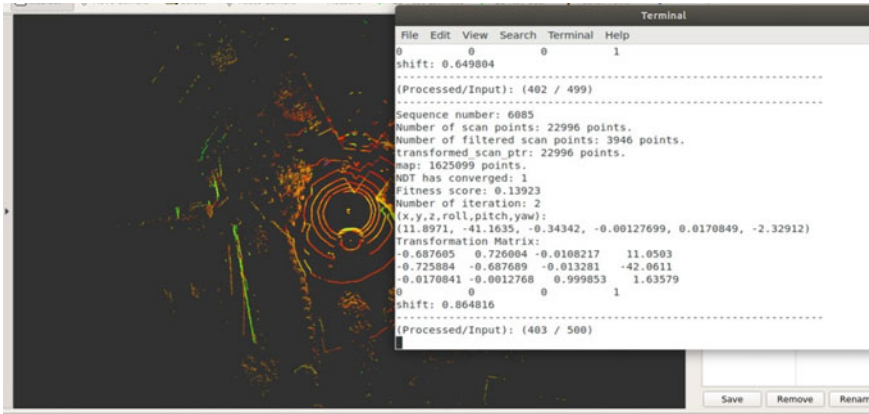 Terminal
File Edit View Search Terminal Help
0 0 0 1
shift: 0.649804
(Processed/Input): (402 / 499)
Sequence number: 6085
Number of scan points: 22996 points.
Number of filtered scan points: 3946 points.
transformed_scan_ptr: 22996 points.
map: 1625099 points.
NDT has converged: 1
Fitness score: 0.13923
Number of iteration: 2
(x,y,z,roll,pitch,yaw):
(11.8971, -41.1635, -0.34342, -0.00127699, 0.0170849, -2.32912)
Transformation Matrix:
-0.687605 0.726004 -0.0108217 11.0503
-0.725884 -0.687689 -0.013281 -42.0611
-0.0170841 -0.0012768 0.999853 1.63579
0 0 0 1
shift: 0.864816
(Processed/Input): (403 / 500)
Save Remove Renam